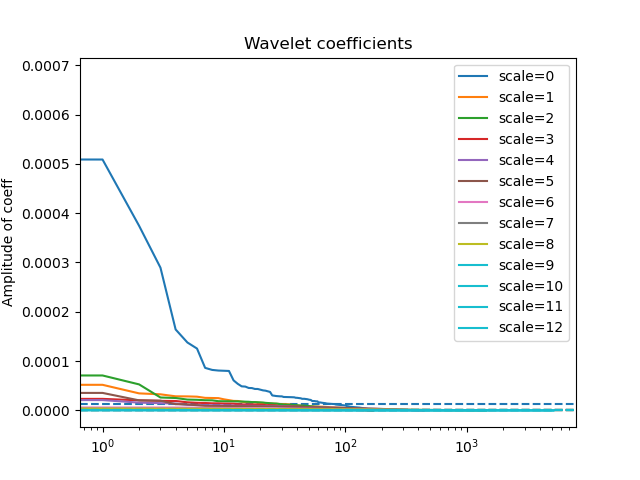 Wavelet coefficients
Amplitude of coeff
0.0007
0.0006
0.0005
0.0004
0.0003
0.0002
0.0001
0.0000
10⁰
10¹
10²
10³
scale=0
scale=1
scale=2
scale=3
scale=4
scale=5
scale=6
scale=7
scale=8
scale=9
scale=10
scale=11
scale=12